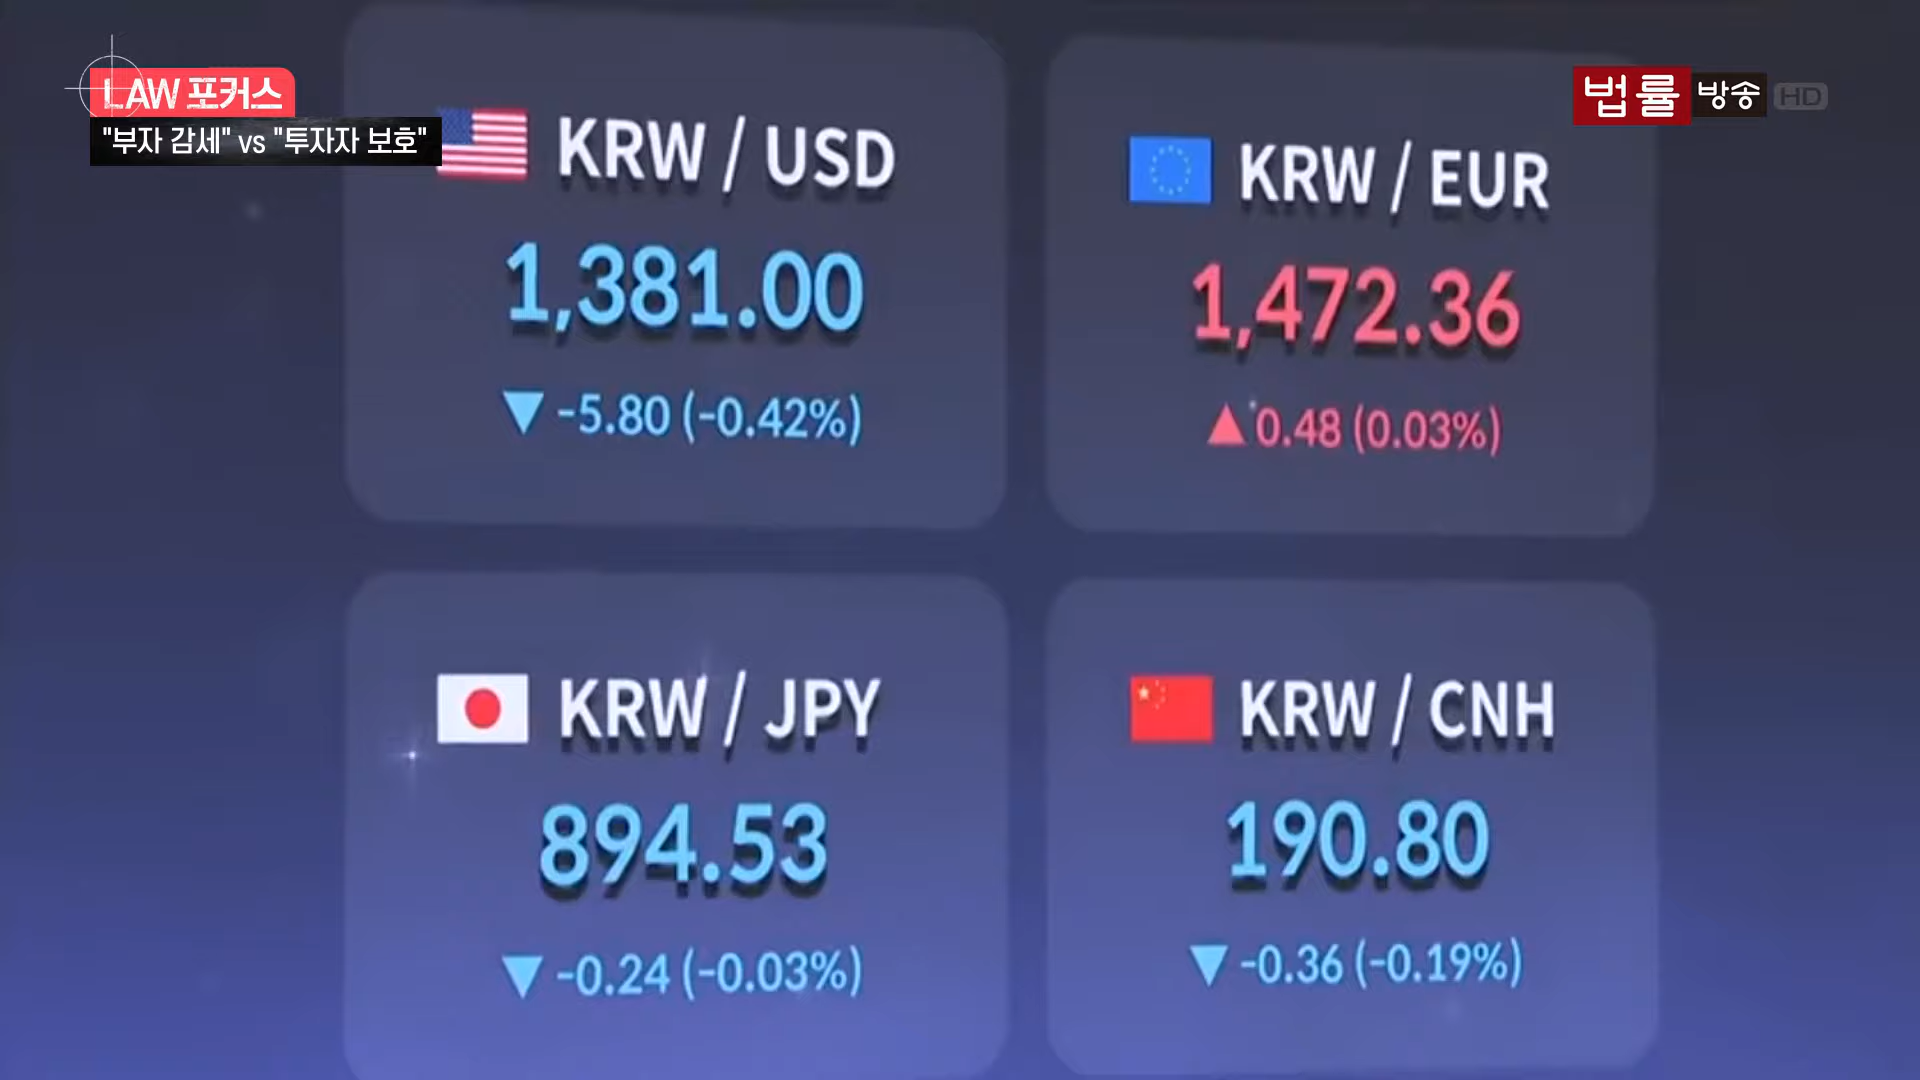 LAW 포커스
"부자 감세" vs "투자자 보호"
법률방송 HD
KRW / USD
1,381.00
▼ -5.80 (-0.42%)
KRW / EUR
1,472.36
▲ 0.48 (0.03%)
KRW / JPY
894.53
▼ -0.24 (-0.03%)
KRW / CNH
190.80
▼ -0.36 (-0.19%)